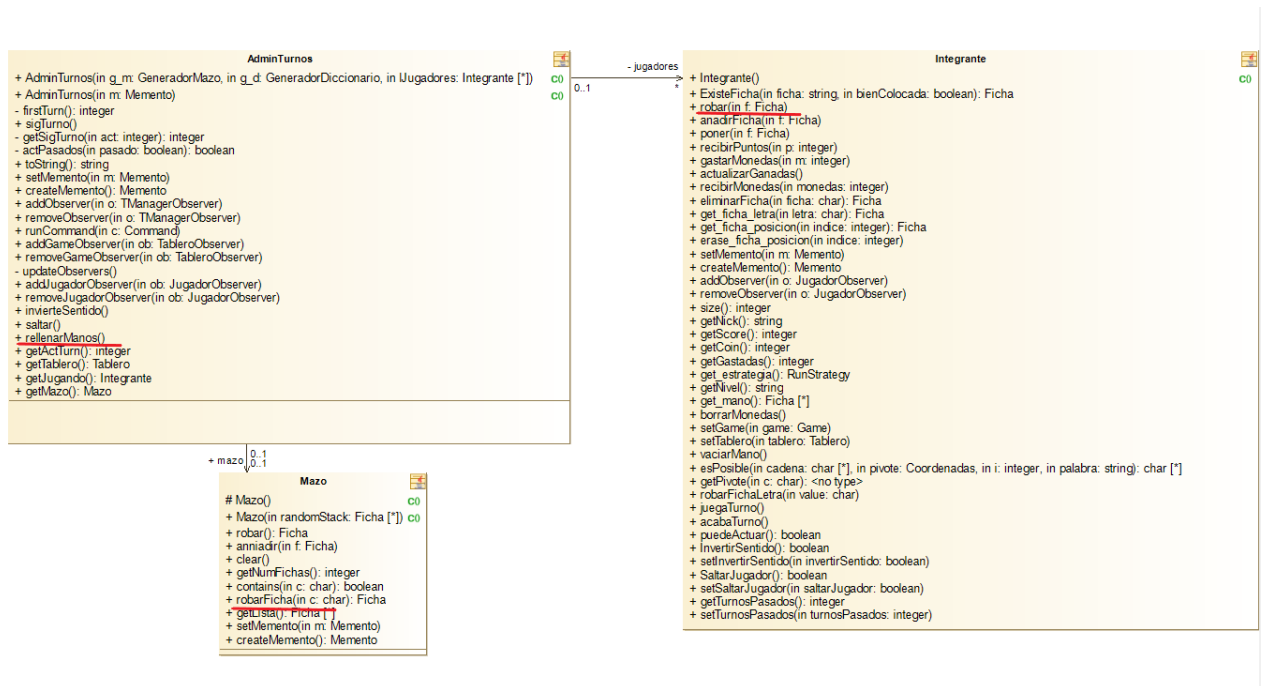 AdminTurnos
+ AdminTurnos(in g_m: GeneradorMazo, in g_d: GeneradorDiccionario, in lJugadores: Integrante [*])
+ AdminTurnos(in m: Memento)
- firstTurn(): integer
+ sigTurno()
- getSigTurno(in act: integer): integer
- actPasados(in pasado: boolean): boolean
+ toString(): string
+ setMemento(in m: Memento)
+ createMemento(): Memento
+ addObserver(in o: TManagerObserver)
+ removeObserver(in o: TManagerObserver)
+ runCommand(in c: Command)
+ addGameObserver(in ob: TableroObserver)
+ removeGameObserver(in ob: TableroObserver)
- updateObservers()
+ addJugadorObserver(in ob: JugadorObserver)
+ removeJugadorObserver(in ob: JugadorObserver)
+ invierteSentido()
+ saltar()
+ rellenarManos()
+ getActTurn(): integer
+ getTablero(): Tablero
+ getJugando(): Integrante
+ getMazo(): Mazo
- jugadores
0..1
*
Integrante
+ Integrante()
+ ExisteFicha(in ficha: string, in bienColocada: boolean): Ficha
+ robar(in f: Ficha)
+ anadirFicha(in f: Ficha)
+ poner(in f: Ficha)
+ recibirPuntos(in p: integer)
+ gastarMonedas(in m: integer)
+ actualizarGanadas()
+ recibirMonedas(in monedas: integer)
+ eliminarFicha(in ficha: char): Ficha
+ get_ficha_letra(in letra: char): Ficha
+ get_ficha_posicion(in indice: integer): Ficha
+ erase_ficha_posicion(in indice: integer)
+ setMemento(in m: Memento)
+ createMemento(): Memento
+ addObserver(in o: JugadorObserver)
+ removeObserver(in o: JugadorObserver)
+ size(): integer
+ getNick(): string
+ getScore(): integer
+ getCoin(): integer
+ getGastadas(): integer
+ get_estrategia(): RunStrategy
+ getNivel(): string
+ get_mano(): Ficha [*]
+ borrarMonedas()
+ setGame(in game: Game)
+ setTablero(in tablero: Tablero)
+ vaciarMano()
+ esPosible(in cadena: char [*], in pivote: Coordenadas, in i: integer, in palabra: string): char [*]
+ getPivote(in c: char): <no type>
+ robarFichaLetra(in value: char)
+ juegaTurno()
+ acabaTurno()
+ puedeActuar(): boolean
+ InvertirSentido(): boolean
+ setInvertirSentido(in invertirSentido: boolean)
+ SaltarJugador(): boolean
+ setSaltarJugador(in saltarJugador: boolean)
+ getTurnosPasados(): integer
+ setTurnosPasados(in turnosPasados: integer)
+ mazo
0..1
0..1
Mazo
# Mazo()
+ Mazo(in randomStack: Ficha [*])
+ robar(): Ficha
+ anniadir(in f: Ficha)
+ clear()
+ getNumFichas(): integer
+ contains(in c: char): boolean
+ robarFicha(in c: char): Ficha
+ getLista(): Ficha [*]
+ setMemento(in m: Memento)
+ createMemento(): Memento